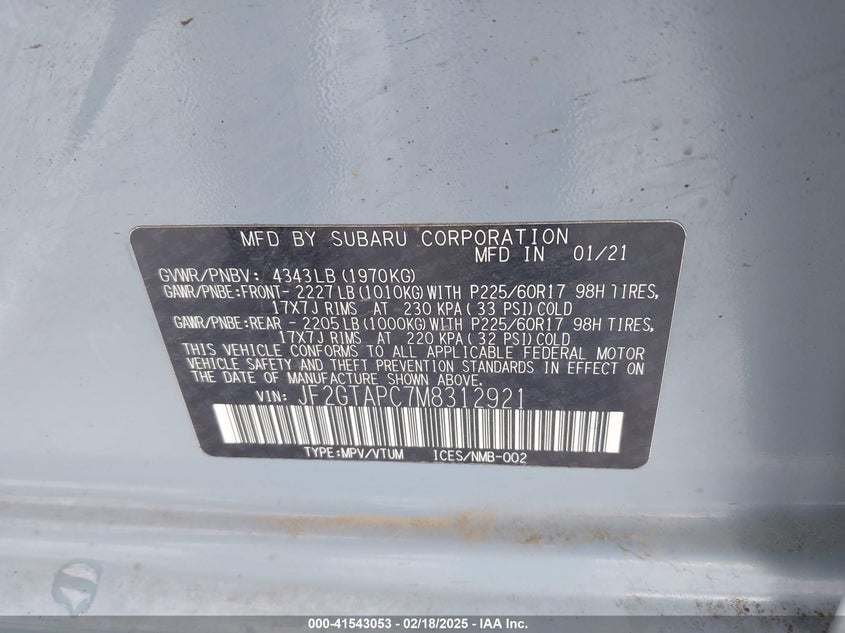 MFD BY SUBARU CORPORATION
MFD IN 01/21
GVWR/PNBV: 4343LB(1970KG)
GAWR/PNBE:FRONT-2227LB(1010KG)WITH P225/60R17 98H TIRES,
17X7J RIMS AT 230 KPA(33 PSI)COLD
GAWR/PNBE:REAR -2205LB(1000KG)WITH P225/60R17 98H TIRES,
17X7J RIMS AT 220 KPA(32 PSI)COLD
THIS VEHICLE CONFORMS TO ALL APPLICABLE FEDERAL MOTOR
VEHICLE SAFETY AND THEFT PREVENTION STANDARDS IN EFFECT ON
THE DATE OF MANUFACTURE SHOWN ABOVE.
VIN: JF2GTAPC7M8312921
TYPE:MPV/VTUM ICES/NMB-002
000-41543053 - 02/18/2025 - IAA Inc.